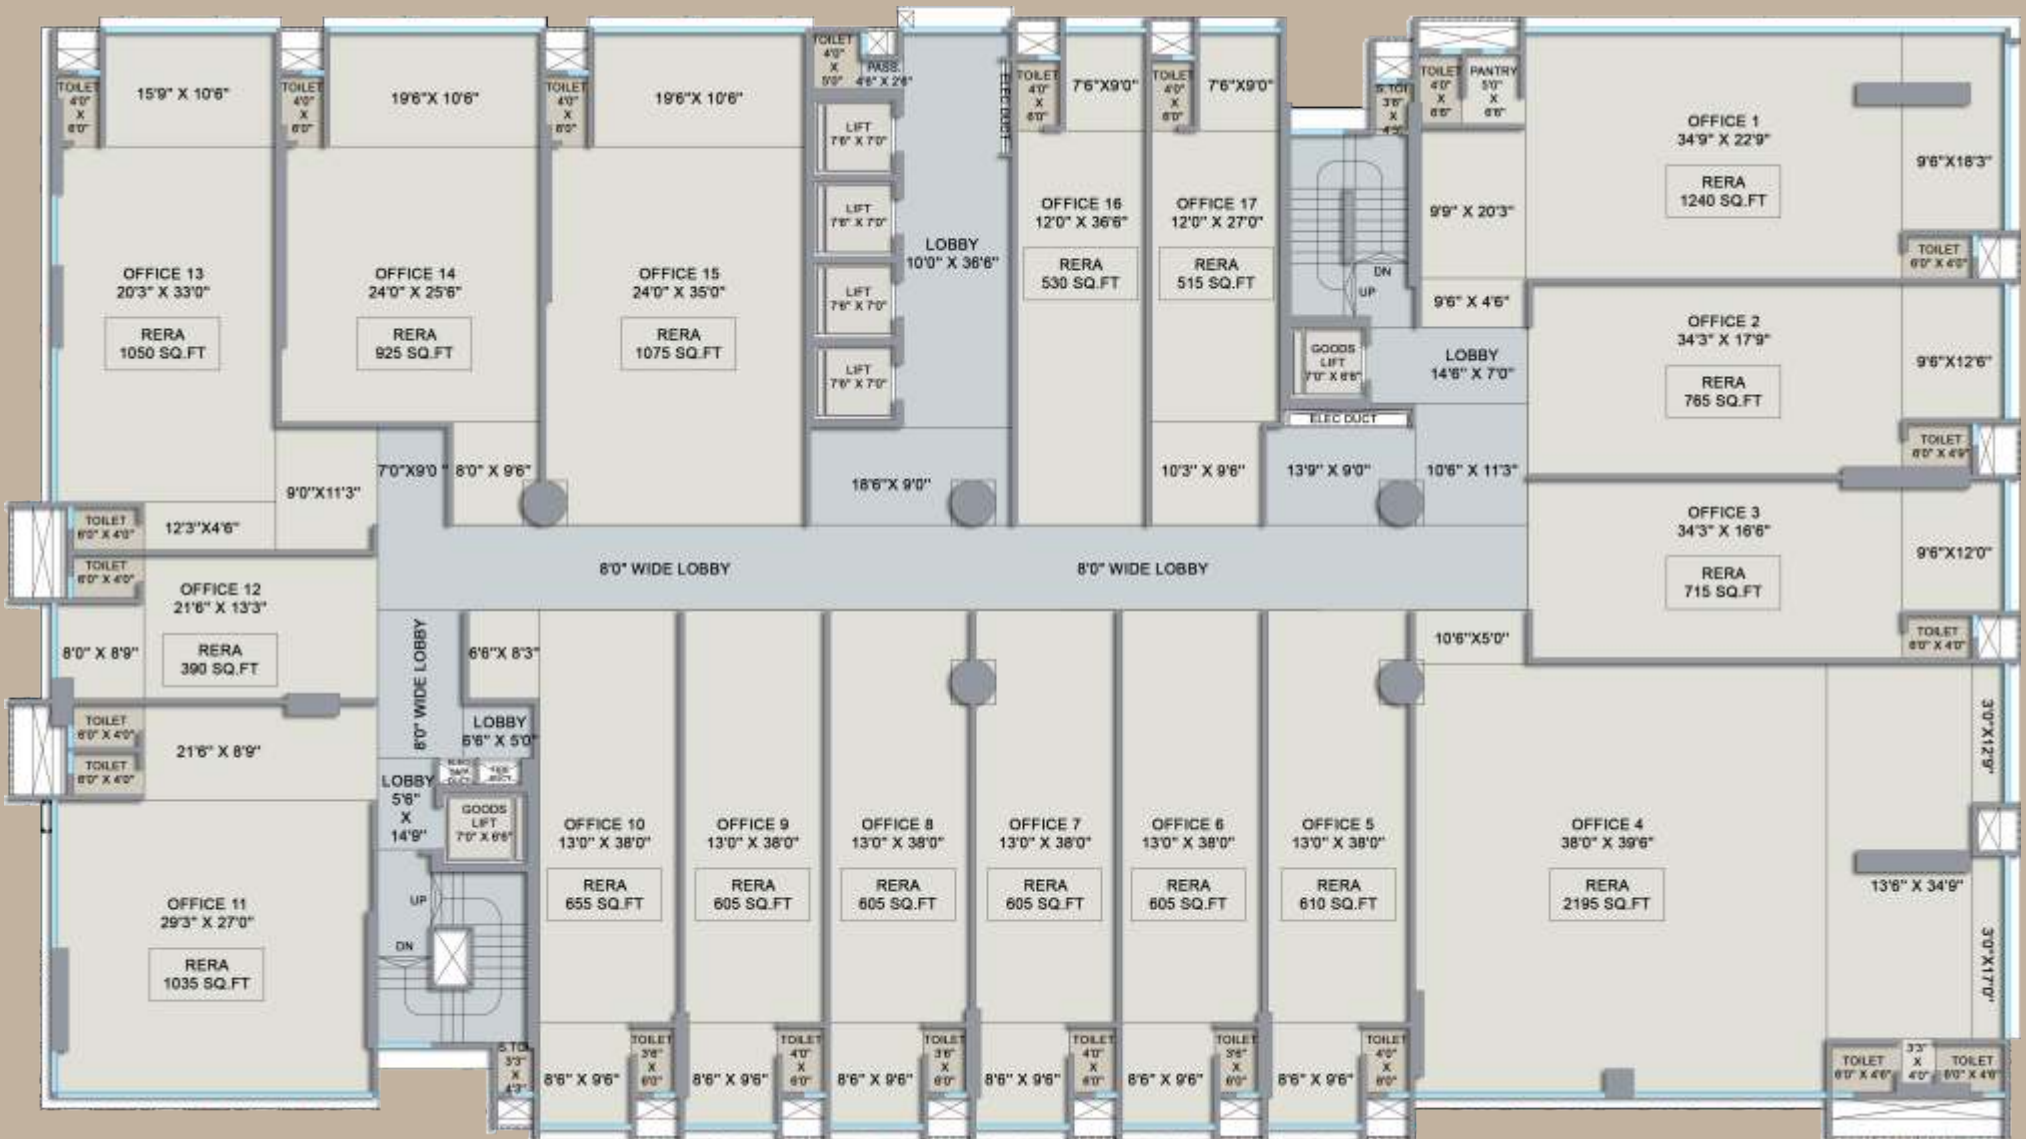 TOILET
4'0"
X
6'0"
15'9" X 10'6"
TOILET
4'0"
X
6'0"
19'6"X 10'6"
TOILET
4'0"
X
6'0"
19'6"X 10'6"
TOILET
4'0"
X
5'0"
PASS.
4'6" X 2'6"
ELEC DUCT
TOILET
4'0"
X
6'0"
7'6"X9'0"
TOILET
4'0"
X
6'0"
7'6"X9'0"
S.TOI
3'6"
X
4'3"
TOILET
4'0"
X
6'6"
PANTRY
5'0"
X
6'6"
OFFICE 1
34'9" X 22'9"
RERA
1240 SQ.FT
9'6"X18'3"
TOILET
6'0" X 4'0"
9'9" X 20'3"
9'6" X 4'6"
LIFT
7'6" X 7'0"
LIFT
7'6" X 7'0"
LIFT
7'6" X 7'0"
LIFT
7'6" X 7'0"
LOBBY
10'0" X 36'6"
OFFICE 16
12'0" X 36'6"
RERA
530 SQ.FT
OFFICE 17
12'0" X 27'0"
RERA
515 SQ.FT
DN
UP
OFFICE 13
20'3" X 33'0"
RERA
1050 SQ.FT
OFFICE 14
24'0" X 25'6"
RERA
925 SQ.FT
OFFICE 15
24'0" X 35'0"
RERA
1075 SQ.FT
GOODS
LIFT
7'0" X 6'6"
LOBBY
14'6" X 7'0"
ELEC DUCT
OFFICE 2
34'3" X 17'9"
RERA
765 SQ.FT
9'6"X12'6"
TOILET
6'0" X 4'9"
9'0"X11'3"
7'0"X9'0"
8'0" X 9'6"
18'6"X 9'0"
10'3" X 9'6"
13'9" X 9'0"
10'6" X 11'3"
OFFICE 3
34'3" X 16'6"
RERA
715 SQ.FT
9'6"X12'0"
TOILET
6'0" X 4'0"
TOILET
6'0" X 4'0"
12'3"X4'6"
TOILET
6'0" X 4'0"
OFFICE 12
21'6" X 13'3"
RERA
390 SQ.FT
8'0" X 8'9"
8'0" WIDE LOBBY
8'0" WIDE LOBBY
8'0" WIDE LOBBY
6'6"X 8'3"
10'6"X5'0"
TOILET
6'0" X 4'0"
TOILET
6'0" X 4'0"
21'6" X 8'9"
LOBBY
6'6" X 5'0"
LOBBY
5'6"
X
14'9"
GOODS
LIFT
7'0" X 6'6"
UP
DN
OFFICE 11
29'3" X 27'0"
RERA
1035 SQ.FT
OFFICE 10
13'0" X 38'0"
RERA
655 SQ.FT
OFFICE 9
13'0" X 38'0"
RERA
605 SQ.FT
OFFICE 8
13'0" X 38'0"
RERA
605 SQ.FT
OFFICE 7
13'0" X 38'0"
RERA
605 SQ.FT
OFFICE 6
13'0" X 38'0"
RERA
605 SQ.FT
OFFICE 5
13'0" X 38'0"
RERA
610 SQ.FT
OFFICE 4
38'0" X 39'6"
RERA
2195 SQ.FT
3'0"X12'9"
13'6" X 34'9"
3'0"X17'0"
3'3"
X
4'3"
8'6" X 9'6"
TOILET
3'6"
X
6'0"
8'6" X 9'6"
TOILET
4'0"
X
6'0"
8'6" X 9'6"
TOILET
3'6"
X
6'0"
8'6" X 9'6"
TOILET
4'0"
X
6'0"
8'6" X 9'6"
TOILET
3'6"
X
6'0"
8'6" X 9'6"
TOILET
4'0"
X
6'0"
TOILET
6'0" X 4'6"
3'3"
X
4'0"
TOILET
6'0" X 4'6"